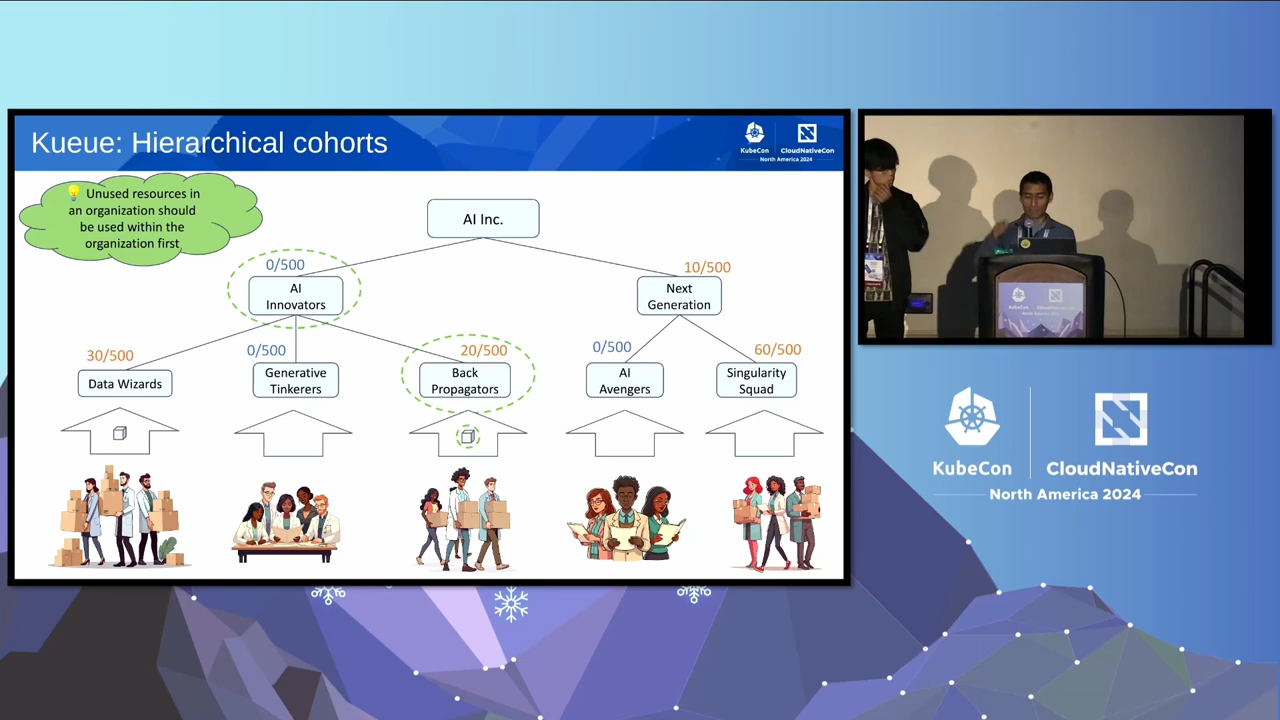 Kueue: Hierarchical cohorts
KubeCon
CloudNativeCon
North America 2024
Unused resources in
an organization should
be used within the
organization first
AI Inc.
0/500
AI
Innovators
10/500
Next
Generation
30/500
Data Wizards
0/500
Generative
Tinkerers
20/500
Back
Propagators
0/500
AI
Avengers
60/500
Singularity
Squad
KubeCon
CloudNativeCon
North America 2024